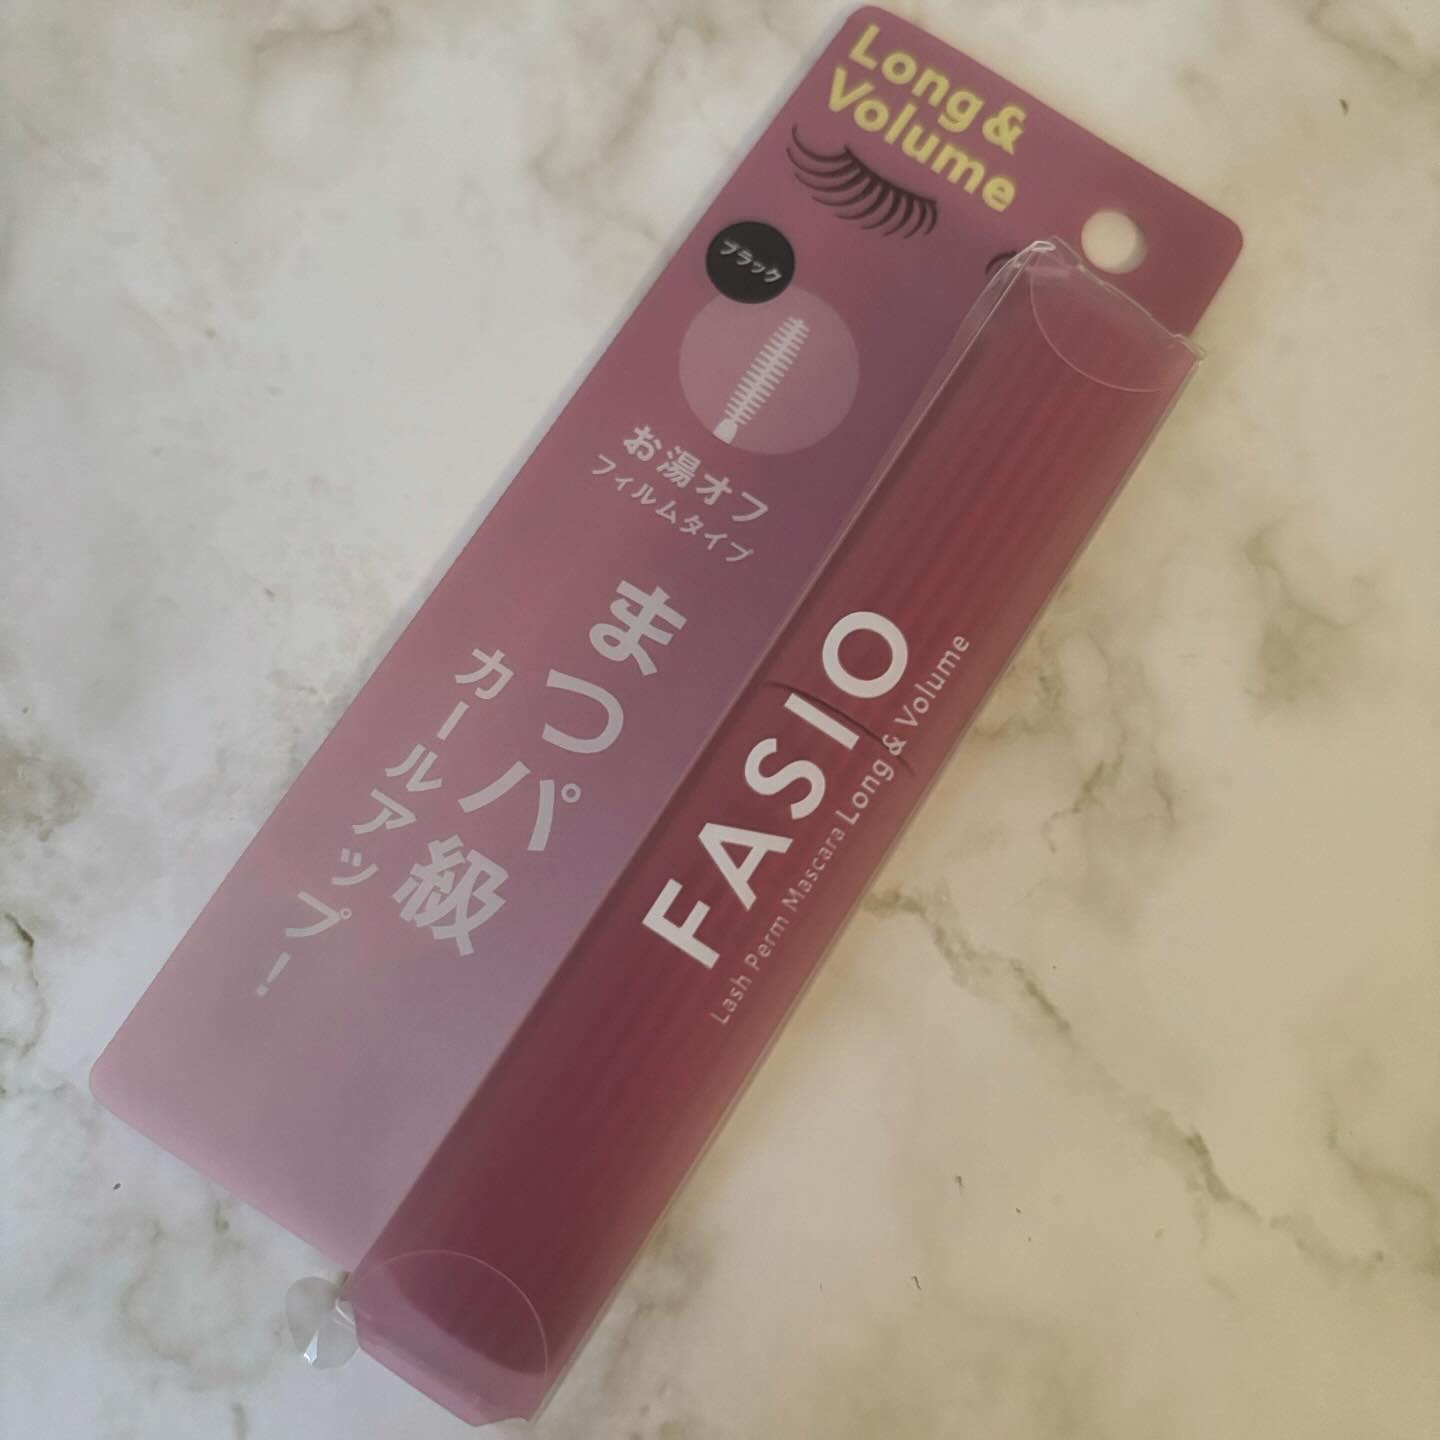 Long &
Volume
ブラック
お湯オフ
フィルムタイプ
まつパ級
カールアップ!
FASIO
Lash Perm Mascara Long & Volume